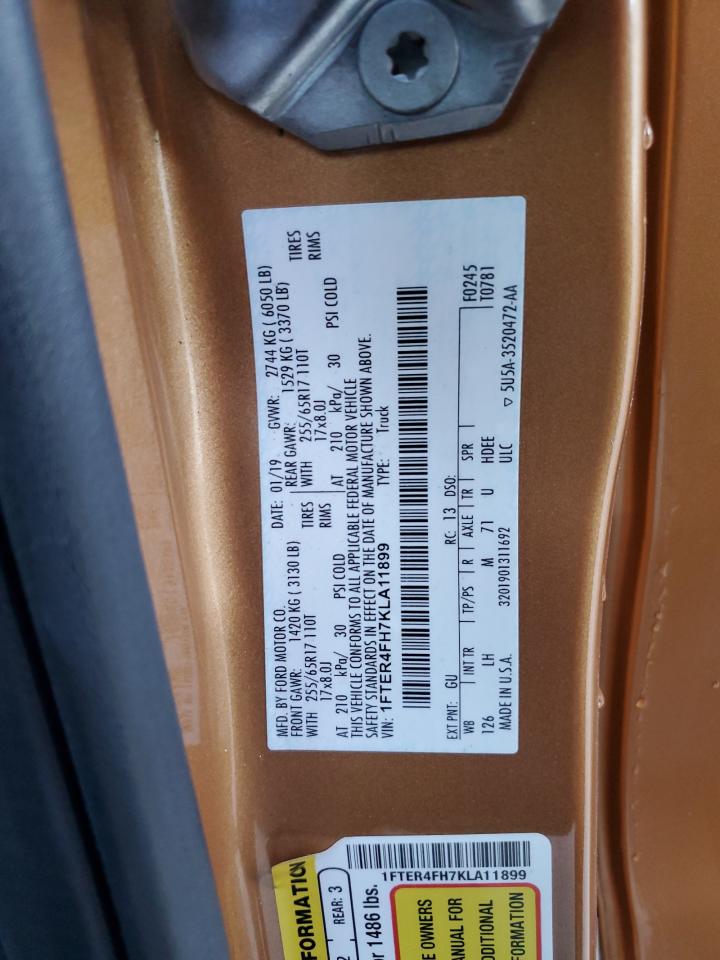 MFD. BY FORD MOTOR CO.
DATE: 01/19 GVWR: 2744 KG ( 6050 LB)
FRONT GAWR: 1420 KG ( 3130 LB) REAR GAWR: 1529 KG ( 3370 LB)
WITH 255/65R17 110T TIRES WITH 255/65R17 110T TIRES
17x8.0J RIMS 17x8.0J RIMS
AT 210 kPa/ 30 PSI COLD AT 210 kPa/ 30 PSI COLD
THIS VEHICLE CONFORMS TO ALL APPLICABLE FEDERAL MOTOR VEHICLE
SAFETY STANDARDS IN EFFECT ON THE DATE OF MANUFACTURE SHOWN ABOVE.
VIN: 1FTER4FH7KLA11899 TYPE: Truck
F0245
T0781
EXT PNT: GU RC: 13 DSO:
WB INT TR TP/PS R AXLE TR SPR
126 LH M 71 U HDEE
MADE IN U.S.A. 3201901311692 ULC ▽ 5U5A-3520472-AA
FORMATION
2 REAR: 3
or 1486 lbs.
1FTER4FH7KLA11899
E OWNERS
ANUAL FOR
DDITIONAL
FORMATION